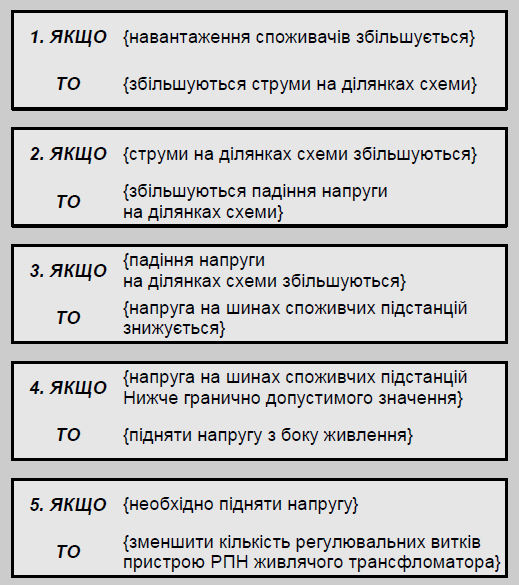 1. ЯКЩО {навантаження споживачів збільшується}
ТО {збільшуються струми на ділянках схеми}
2. ЯКЩО {струми на ділянках схеми збільшуються}
ТО {збільшуються падіння напруги
на ділянках схеми}
3. ЯКЩО {падіння напруги
на ділянках схеми збільшуються}
ТО {напруга на шинах споживчих підстанцій
знижується}
4. ЯКЩО {напруга на шинах споживчих підстанцій
Нижче гранично допустимого значення}
ТО {підняти напругу з боку живлення}
5. ЯКЩО {необхідно підняти напругу}
ТО {зменшити кількість регулювальних витків
пристрою РПН живлячого трансфломатора}